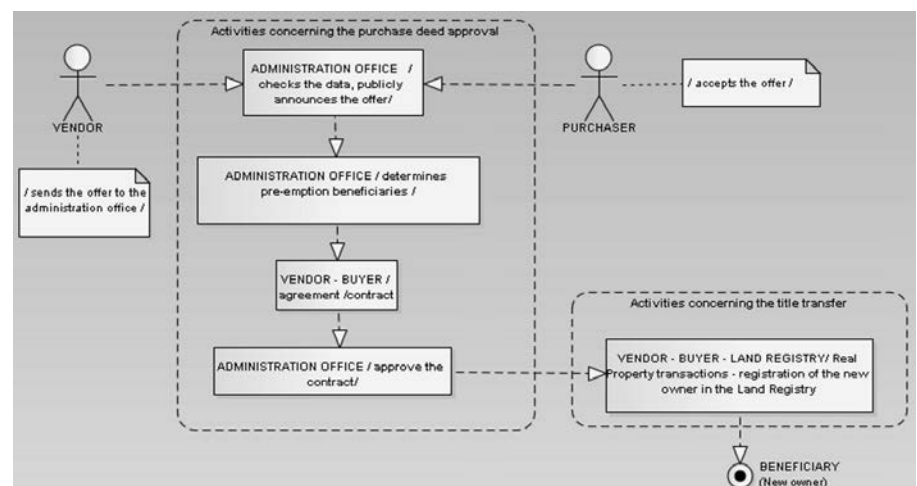 Activities concerning the purchase deed approval
ADMINISTRATION OFFICE /
checks the data, publicly
announces the offer/
/ accepts the offer /
VENDOR
PURCHASER
/ sends the offer to the
administration office /
ADMINISTRATION OFFICE / determines
pre-emption beneficiaries /
VENDOR - BUYER /
agreement /contract
ADMINISTRATION OFFICE / approve the
contract/
Activities concerning the title transfer
VENDOR - BUYER - LAND REGISTRY/ Real
Property transactions - registration of the new
owner in the Land Registry
BENEFICIARY
(New owner)